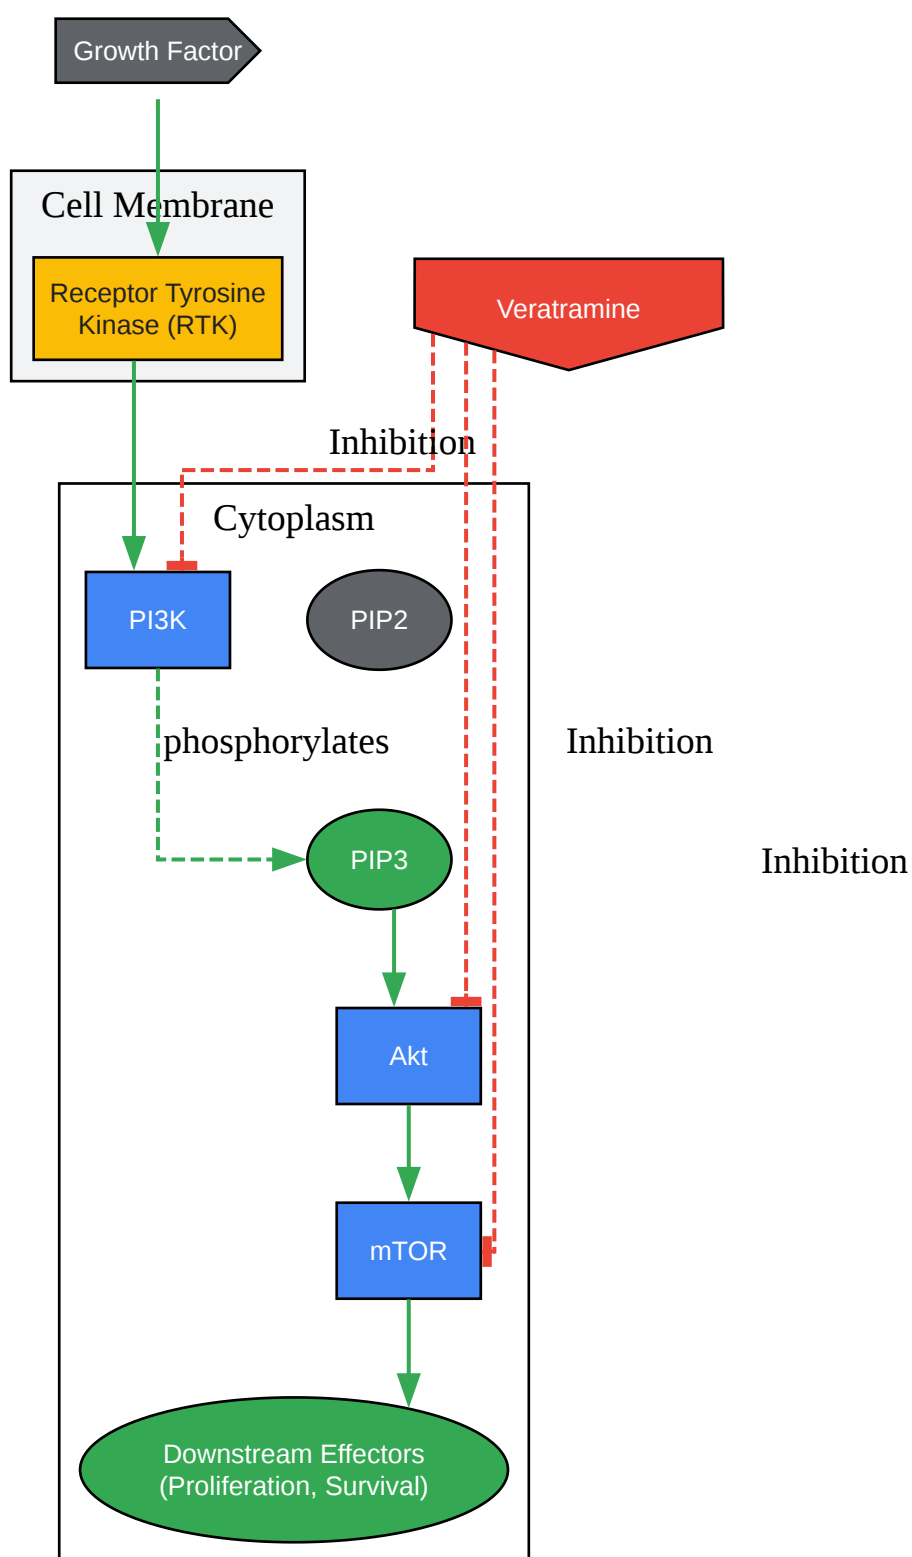 Growth Factor
Cell Membrane
Receptor Tyrosine
Kinase (RTK)
Veratramine
Inhibition
Cytoplasm
PI3K
PIP2
phosphorylates
Inhibition
PIP3
Inhibition
Akt
mTOR
Downstream Effectors
(Proliferation, Survival)